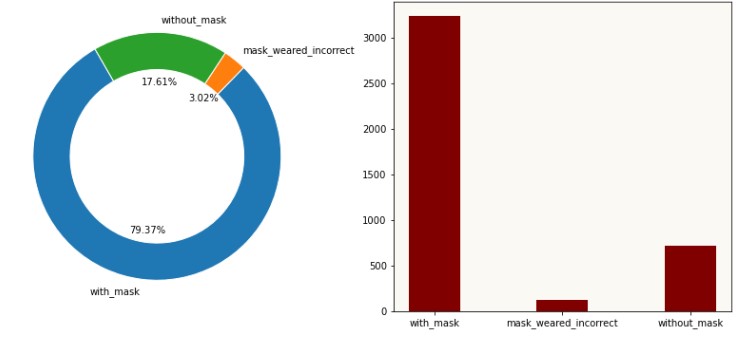 without_mask
mask_weared_incorrect
17.61%
3.02%
79.37%
with_mask
3000
2500
2000
1500
1000
500
0
with_mask mask_weared_incorrect without_mask